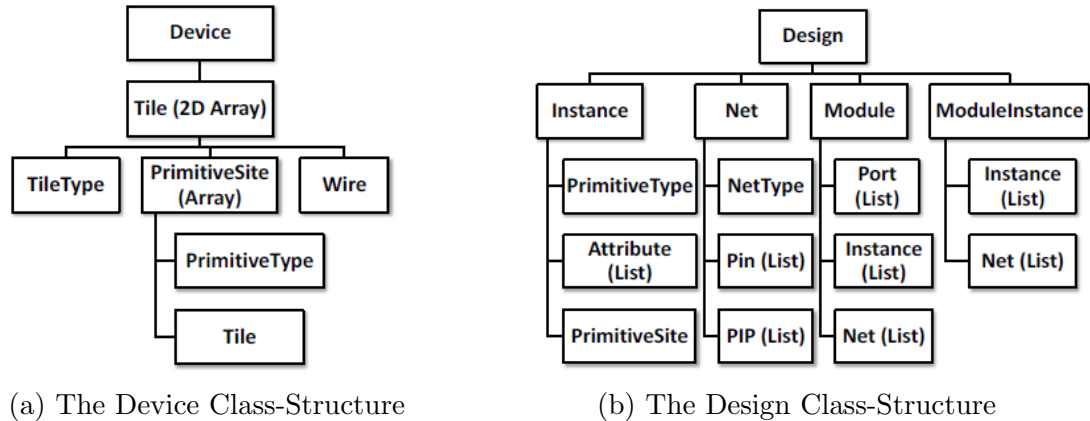 Device
Tile (2D Array)
TileType
PrimitiveSite
(Array)
Wire
PrimitiveType
Tile
(a) The Device Class-Structure
Design
Instance
Net
Module
ModuleInstance
PrimitiveType
NetType
Port
(List)
Instance
(List)
Attribute
(List)
Pin (List)
Instance
(List)
Net (List)
PrimitiveSite
PIP (List)
Net (List)
(b) The Design Class-Structure